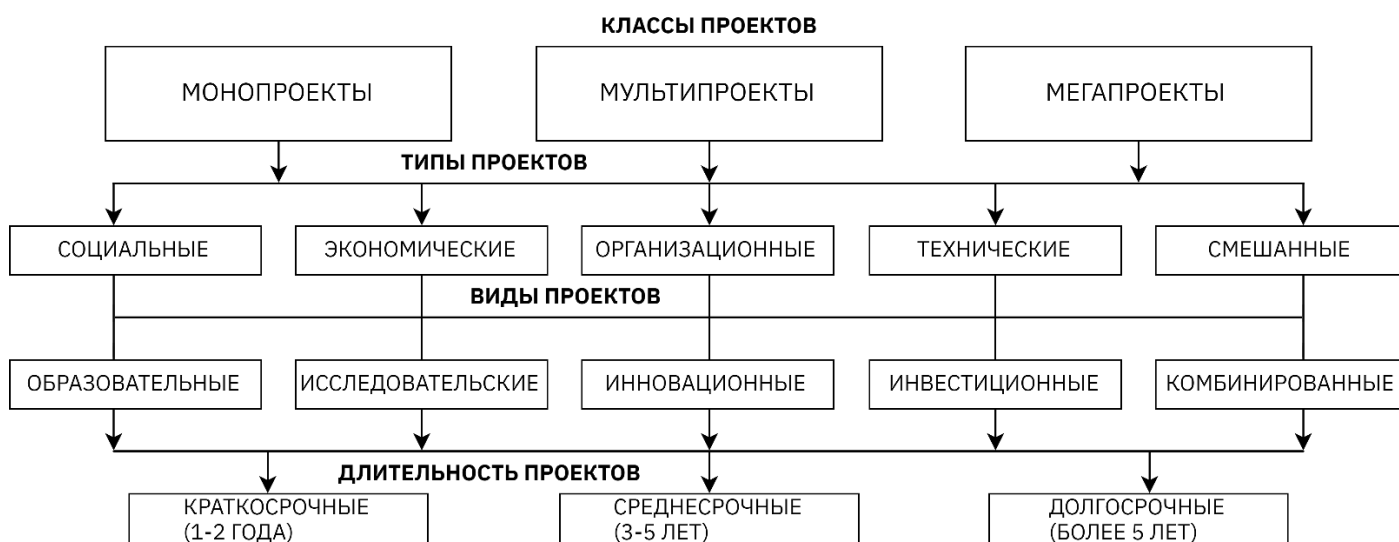 КЛАССЫ ПРОЕКТОВ
МОНОПРОЕКТЫ
МУЛЬТИПРОЕКТЫ
МЕГАПРОЕКТЫ
ТИПЫ ПРОЕКТОВ
СОЦИАЛЬНЫЕ
ЭКОНОМИЧЕСКИЕ
ОРГАНИЗАЦИОННЫЕ
ТЕХНИЧЕСКИЕ
СМЕШАННЫЕ
ВИДЫ ПРОЕКТОВ
ОБРАЗОВАТЕЛЬНЫЕ
ИССЛЕДОВАТЕЛЬСКИЕ
ИННОВАЦИОННЫЕ
ИНВЕСТИЦИОННЫЕ
КОМБИНИРОВАННЫЕ
ДЛИТЕЛЬНОСТЬ ПРОЕКТОВ
КРАТКОСРОЧНЫЕ
(1-2 ГОДА)
СРЕДНЕСРОЧНЫЕ
(3-5 ЛЕТ)
ДОЛГОСРОЧНЫЕ
(БОЛЕЕ 5 ЛЕТ)